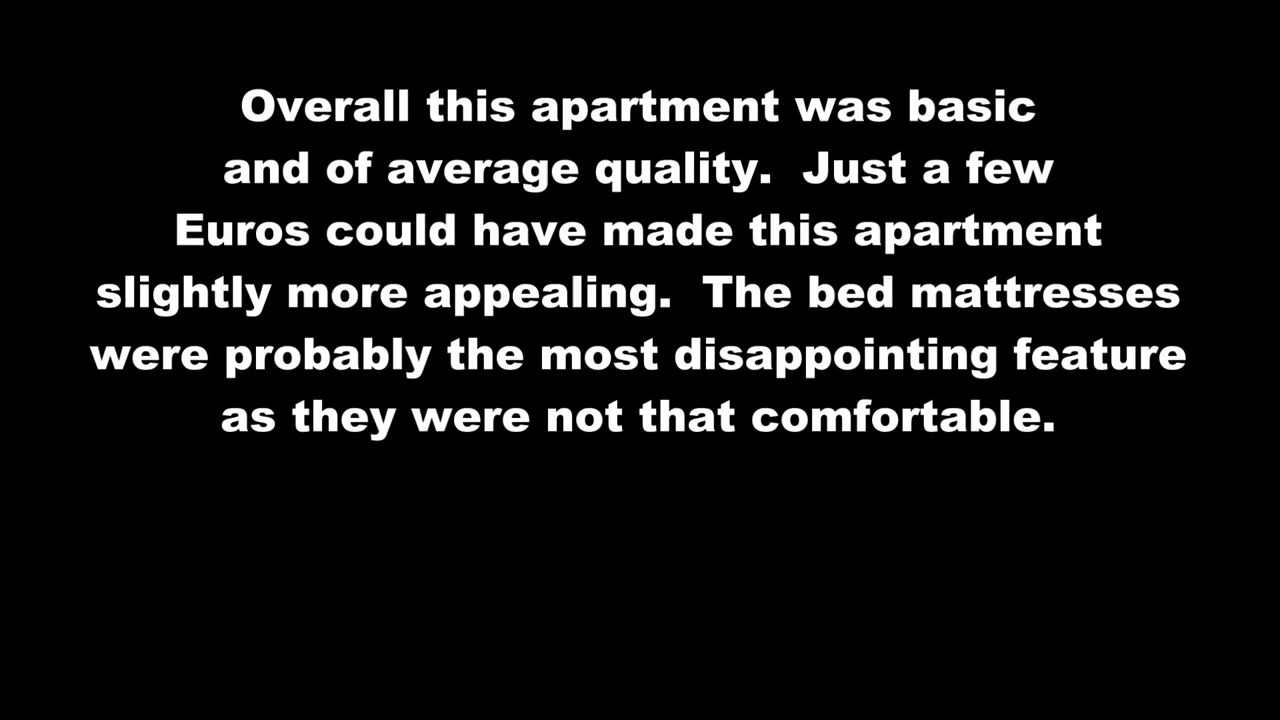 Overall this apartment was basic
and of average quality.  Just a few
Euros could have made this apartment
slightly more appealing.  The bed mattresses
were probably the most disappointing feature
as they were not that comfortable.